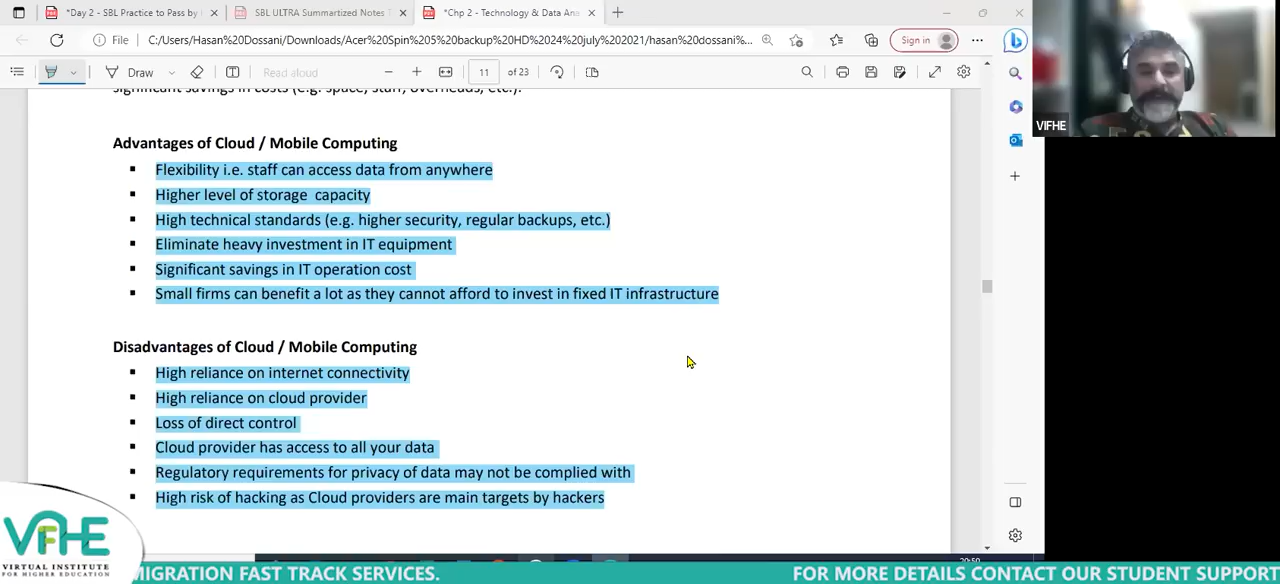 *Day 2 - SBL Practice to Pass by
SBL ULTRA Summartized Notes
*Chp 2 - Technology & Data Ana
File
C:/Users/Hasan%20Dossani/Downloads/Acer%20Spin%205%20backup%20HD%2024%20july%202021/hasan%20dossani/...
Sign in
Draw
Read aloud
11 of 23
significant savings in costs (e.g. space, staff, overheads, etc.).
VIFHE
Advantages of Cloud / Mobile Computing
Flexibility i.e. staff can access data from anywhere
Higher level of storage capacity
High technical standards (e.g. higher security, regular backups, etc.)
Eliminate heavy investment in IT equipment
Significant savings in IT operation cost
Small firms can benefit a lot as they cannot afford to invest in fixed IT infrastructure
Disadvantages of Cloud / Mobile Computing
High reliance on internet connectivity
High reliance on cloud provider
Loss of direct control
Cloud provider has access to all your data
Regulatory requirements for privacy of data may not be complied with
High risk of hacking as Cloud providers are main targets by hackers
VIFHE
VIRTUAL INSTITUTE
FOR HIGHER EDUCATION
20:50
MIGRATION FAST TRACK SERVICES.
FOR MORE DETAILS CONTACT OUR STUDENT SUPPORT